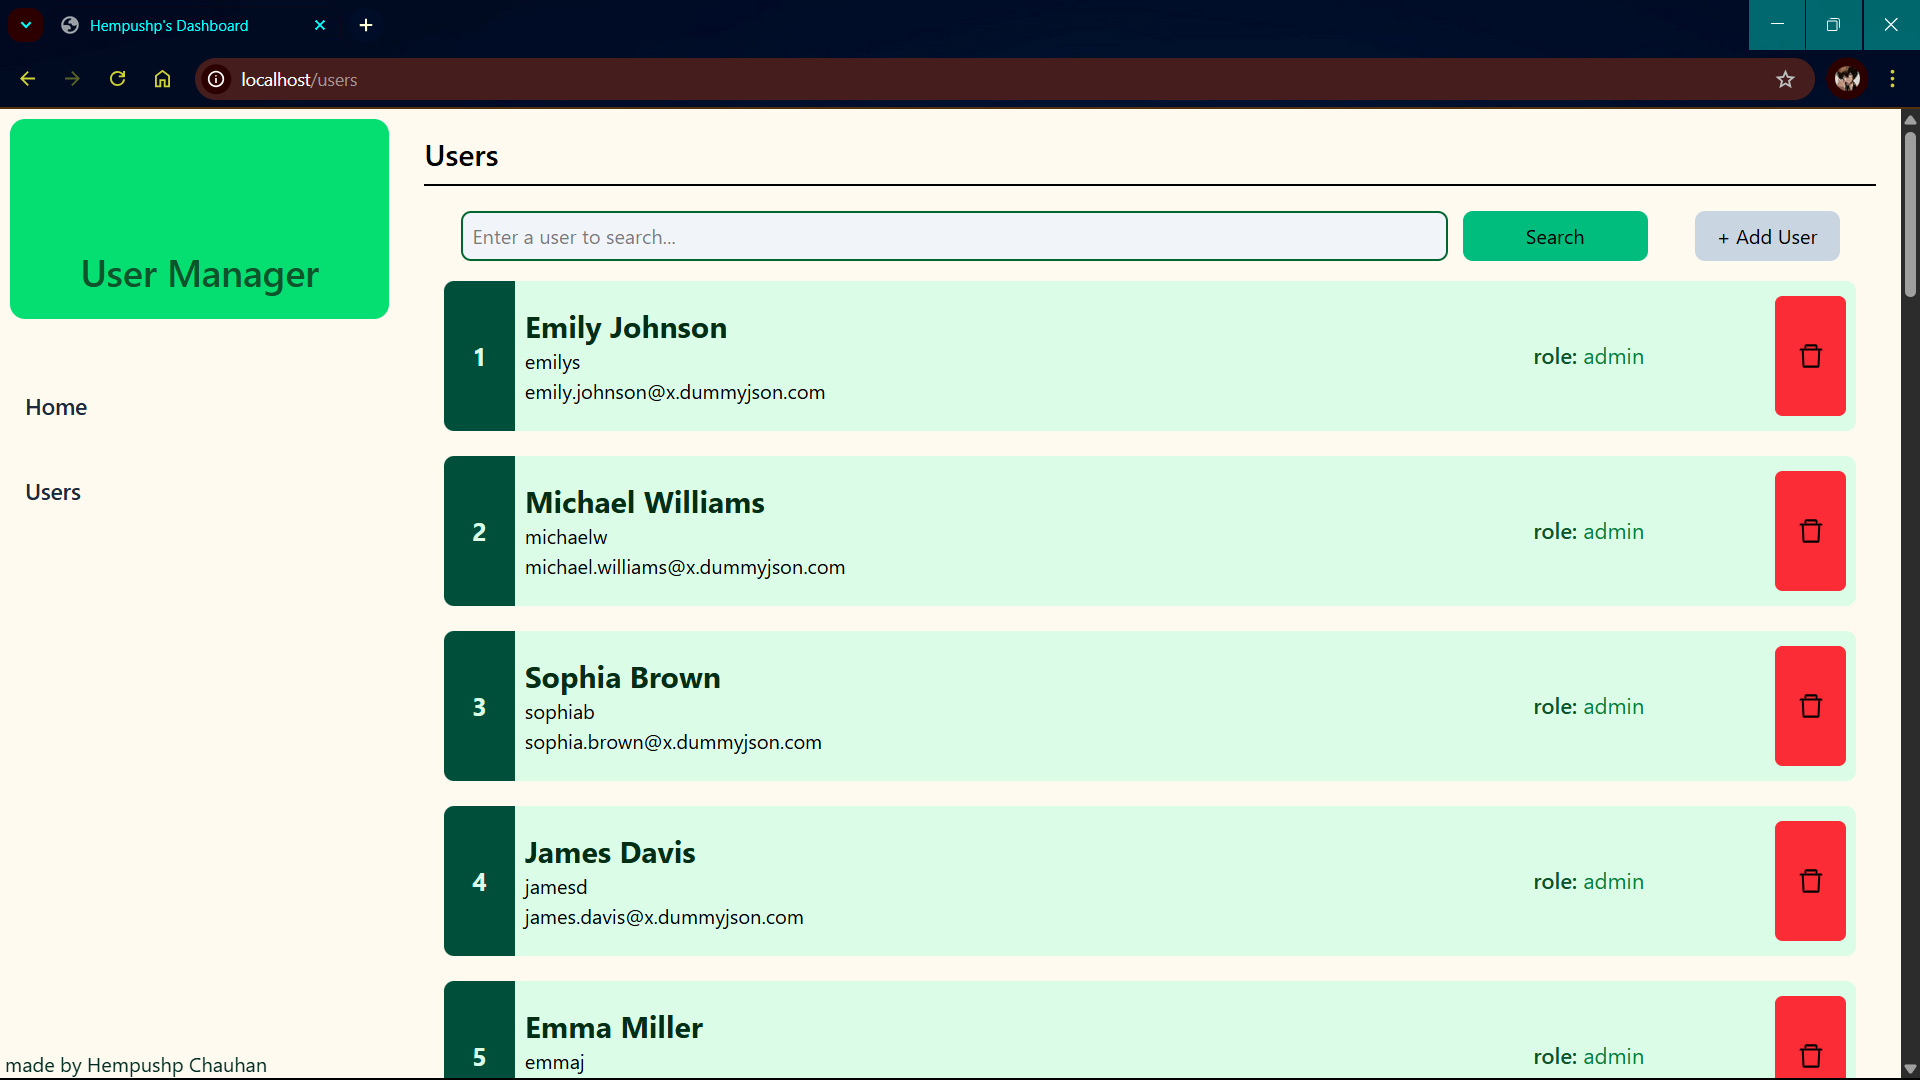 Hempushp's Dashboard
localhost/users
User Manager
Home
Users
made by Hempushp Chauhan
Users
Enter a user to search...
Search
+ Add User
1
Emily Johnson
emilys
emily.johnson@x.dummyjson.com
role: admin
2
Michael Williams
michaelw
michael.williams@x.dummyjson.com
role: admin
3
Sophia Brown
sophiab
sophia.brown@x.dummyjson.com
role: admin
4
James Davis
jamesd
james.davis@x.dummyjson.com
role: admin
5
Emma Miller
emmaj
role: admin